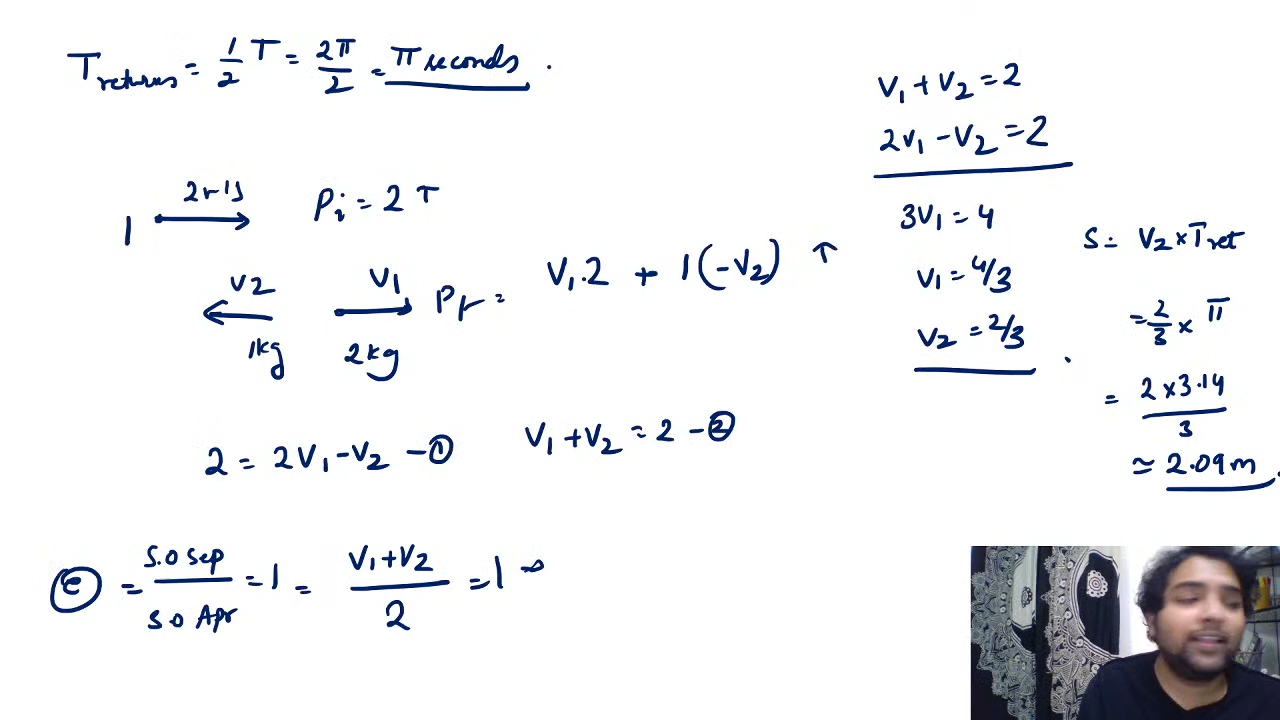 T returns = 1/2 T = 2π/2 = π seconds .
1 2 m/s Pi = 2
V2 V1 Pf = V1.2 + 1(-V2)
1kg 2kg
2 = 2V1 - V2 - ①
V1 + V2 = 2 - ②
e = S.O Sep / S.O Apr = 1 = V1+V2 / 2 = 1
V1 + V2 = 2
2V1 - V2 = 2
3V1 = 4
V1 = 4/3
V2 = 2/3 .
S = V2 × Tret
= 2/3 × π
= 2 × 3.14 / 3
≃ 2.09m .